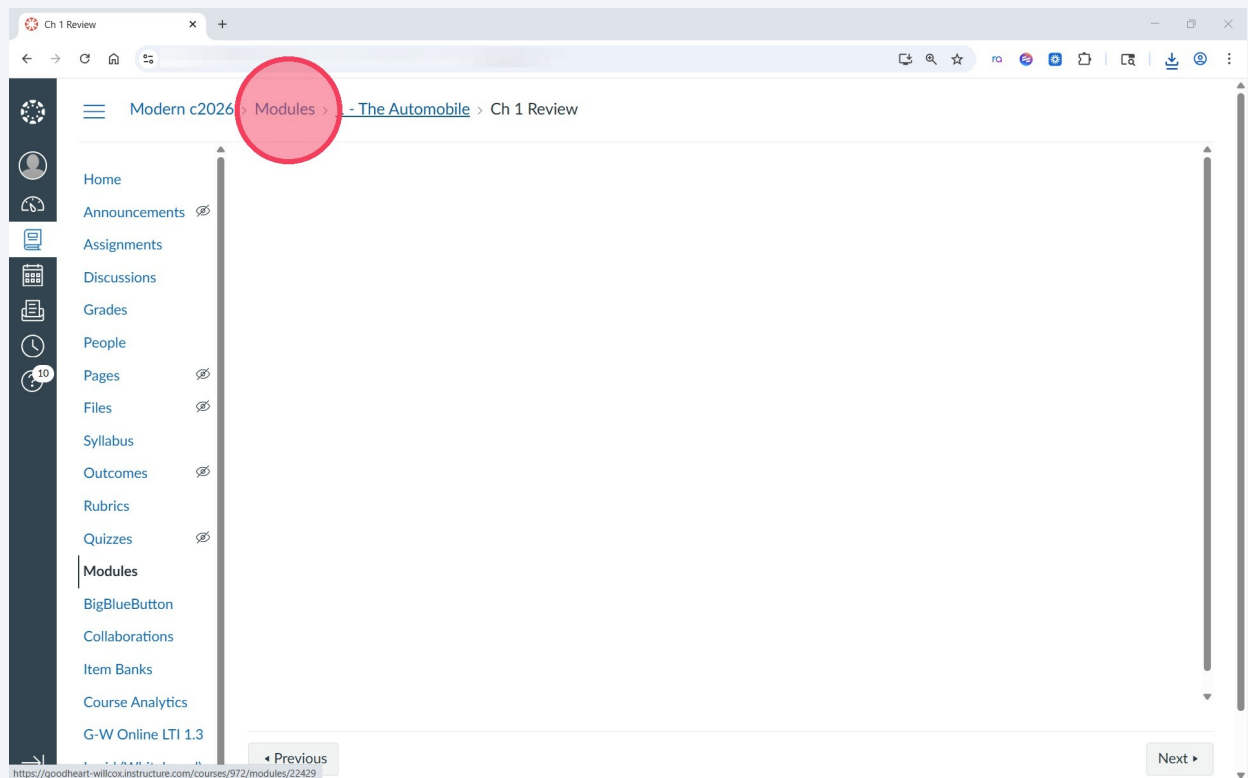 Ch 1 Review
Modern c2026 > Modules > - The Automobile > Ch 1 Review
Home
Announcements
Assignments
Discussions
Grades
People
10
Pages
Files
Syllabus
Outcomes
Rubrics
Quizzes
Modules
BigBlueButton
Collaborations
Item Banks
Course Analytics
G-W Online LTI 1.3
Previous
Next
https://goodheart-willcox.instructure.com/courses/972/modules/22429